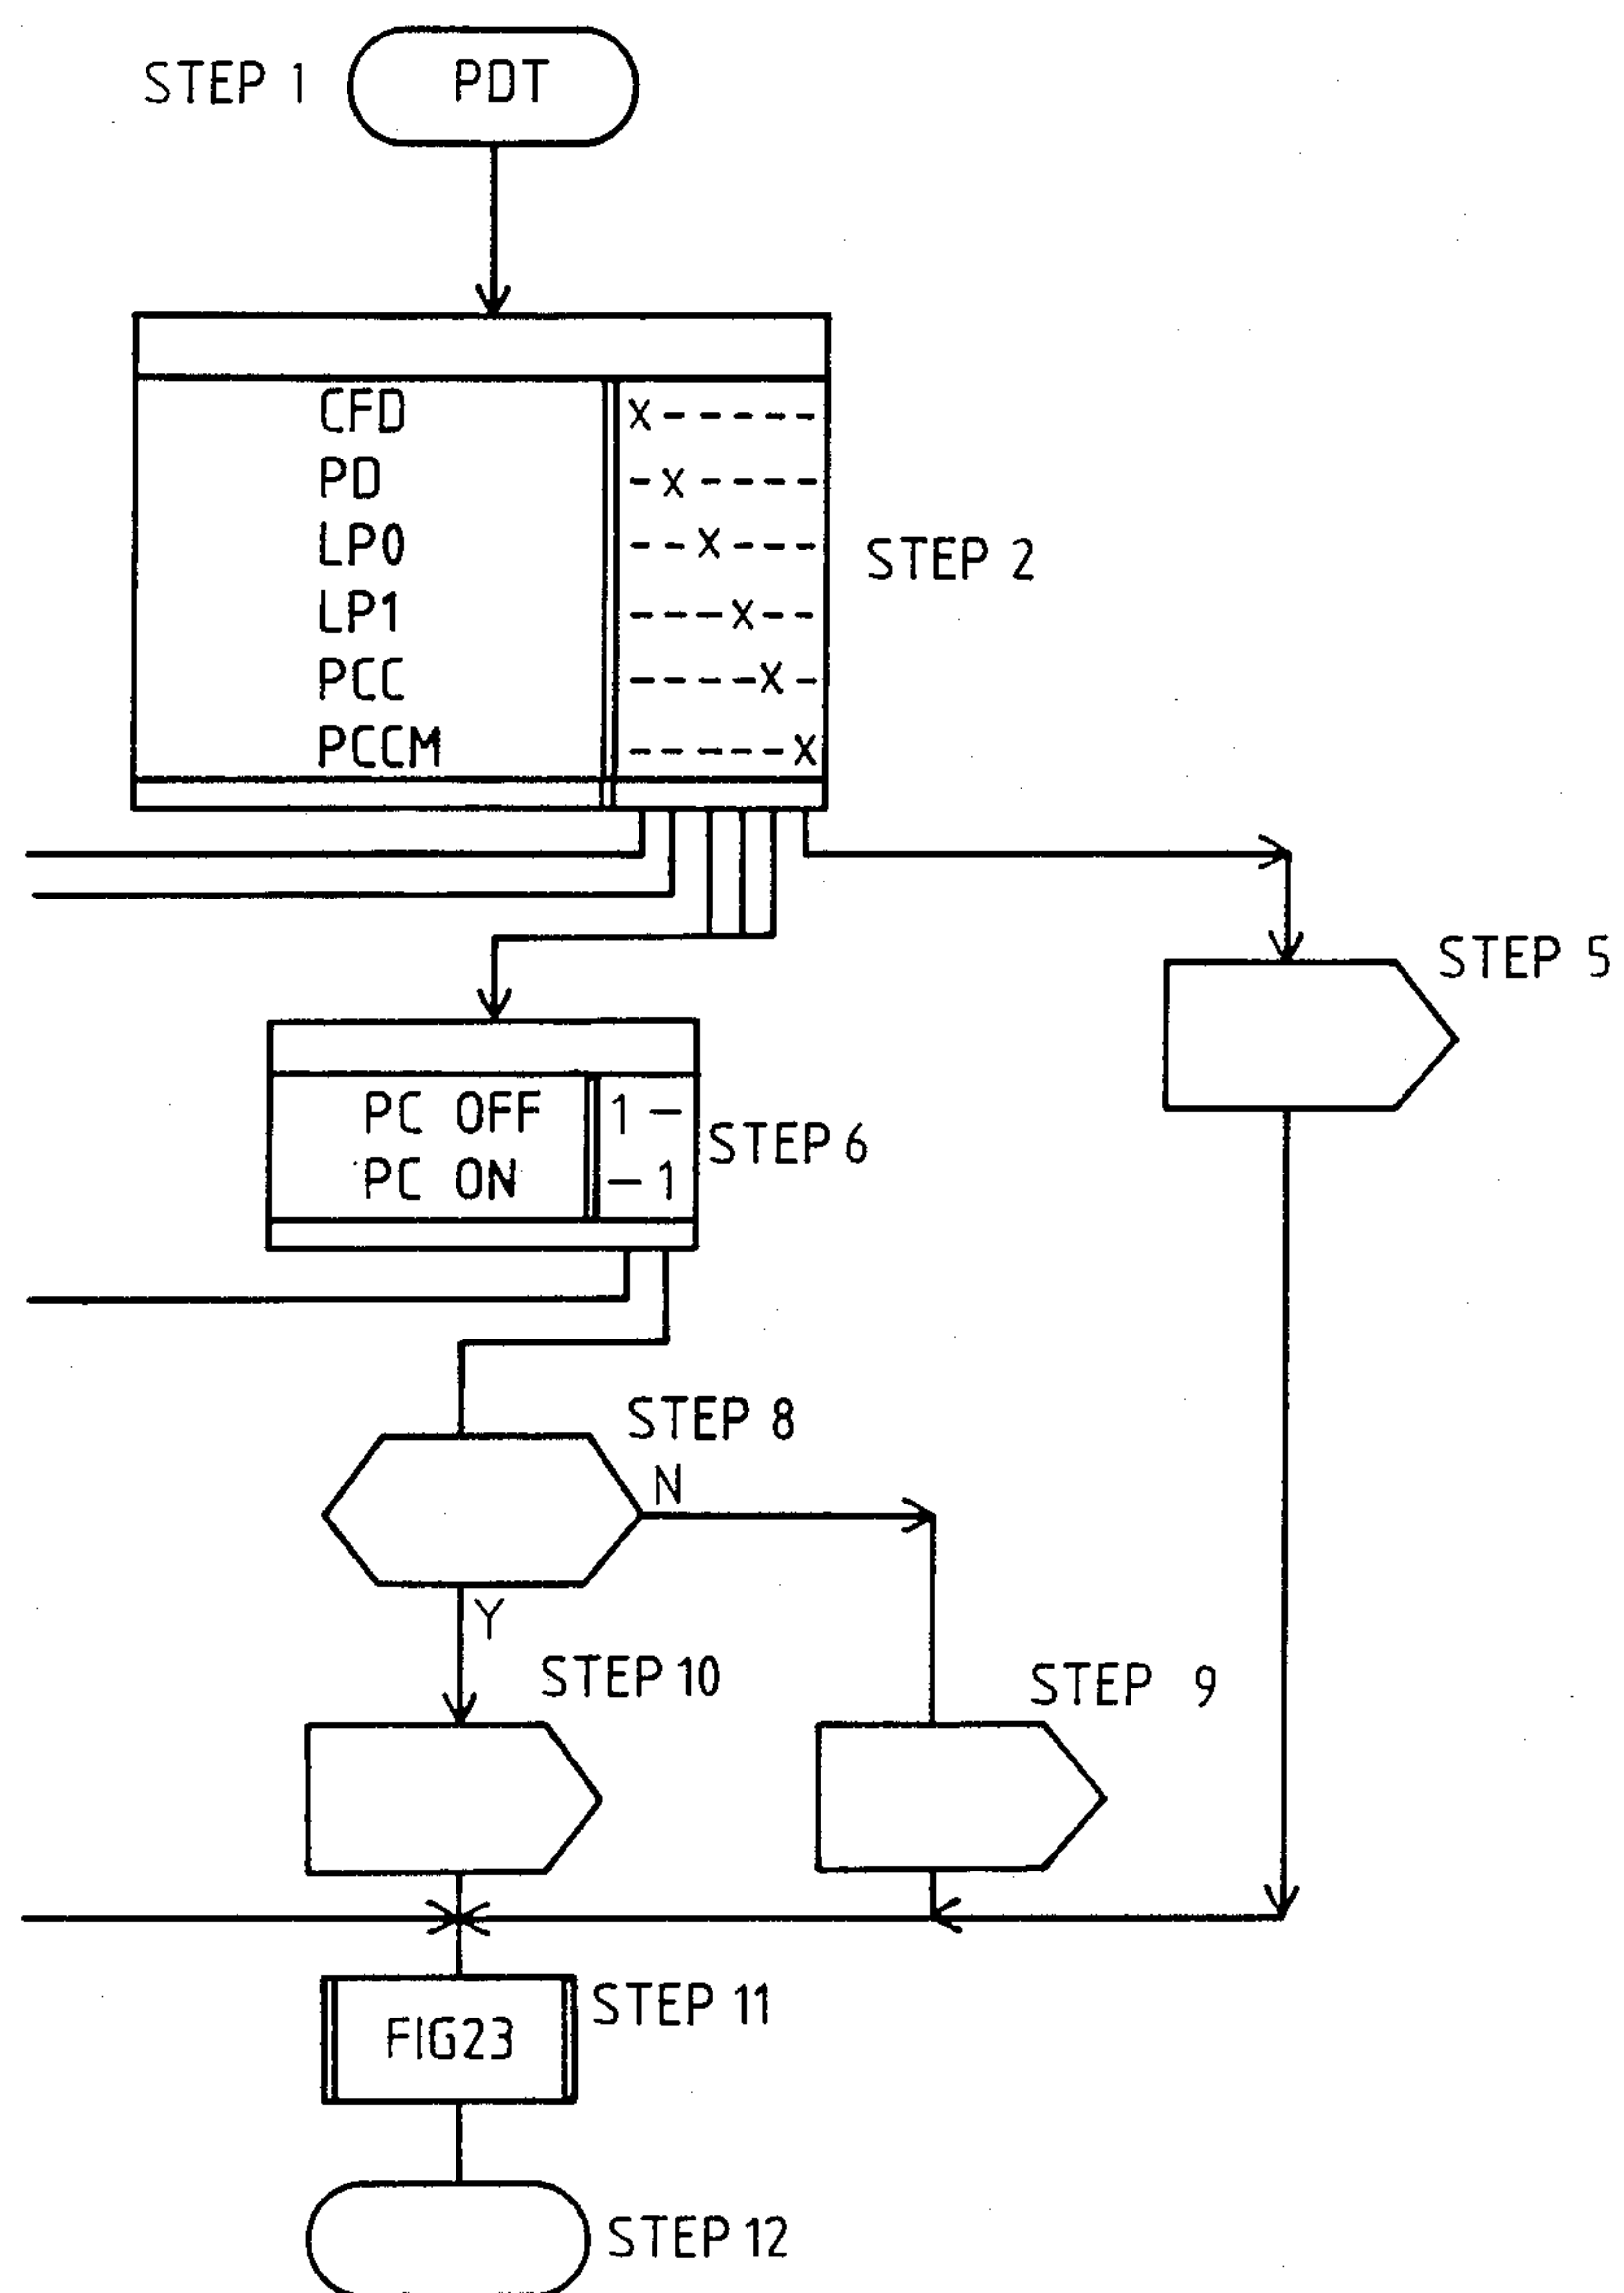 STEP 1
PDT
CFD X-----
PD -X----
LP0 --X---
LP1 ---X--
PCC ----X-
PCCM -----X
STEP 2
STEP 5
PC OFF 1-
PC ON -1
STEP 6
STEP 8
N
Y
STEP 10
STEP 9
FIG23
STEP 11
STEP 12